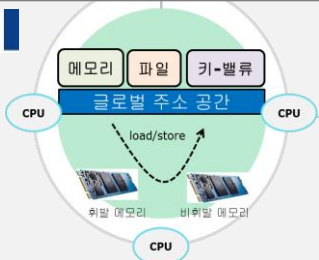 메모리 파일 키-밸류
글로벌 주소 공간
CPU CPU
load/store
휘발 메모리 비휘발 메모리
CPU